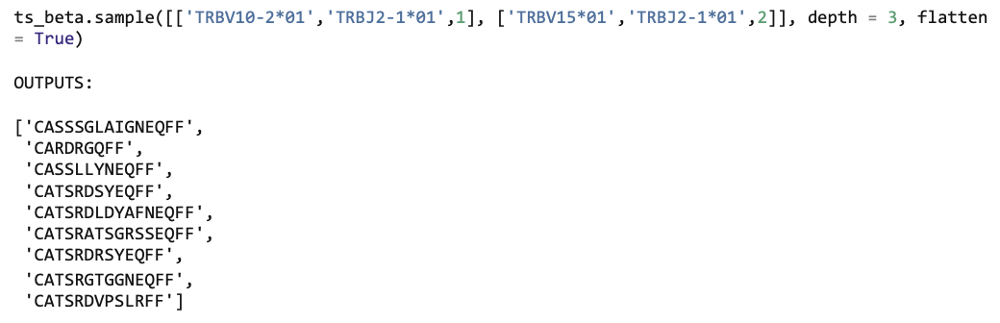 ts_beta.sample([['TRBV10-2*01','TRBJ2-1*01',1], ['TRBV15*01','TRBJ2-1*01',2]], depth = 3, flatten
= True)
OUTPUTS:
['CASSSGLAIGNEQFF',
'CARDRGQFF',
'CASSLLYNEQFF',
'CATSRDSYEQFF',
'CATSRDLDYAFNEQFF',
'CATSRATSGRSSEQFF',
'CATSRDRSYEQFF',
'CATSRGTGGNEQFF',
'CATSRDVPSLRFF']